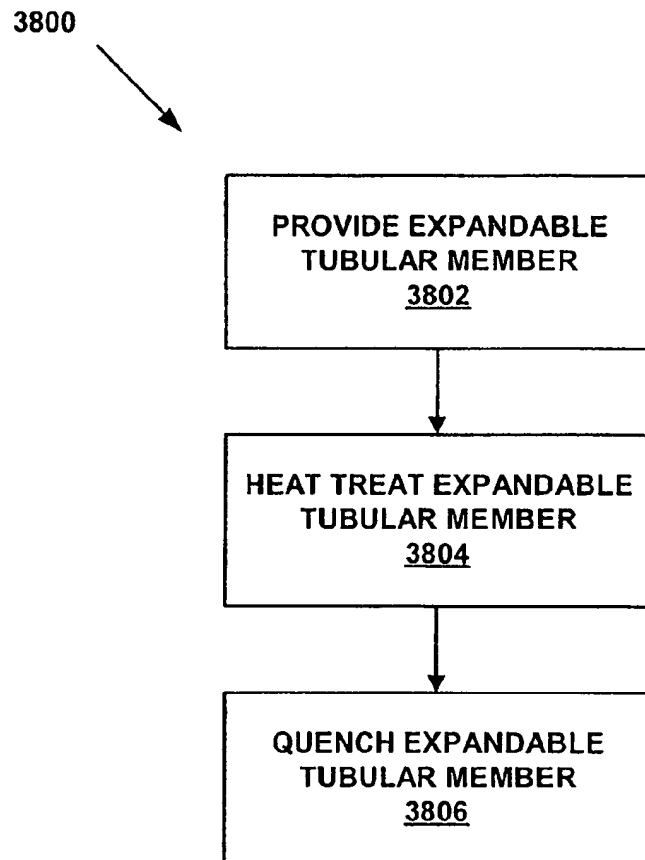 3800
PROVIDE EXPANDABLE
TUBULAR MEMBER
3802
HEAT TREAT EXPANDABLE
TUBULAR MEMBER
3804
QUENCH EXPANDABLE
TUBULAR MEMBER
3806